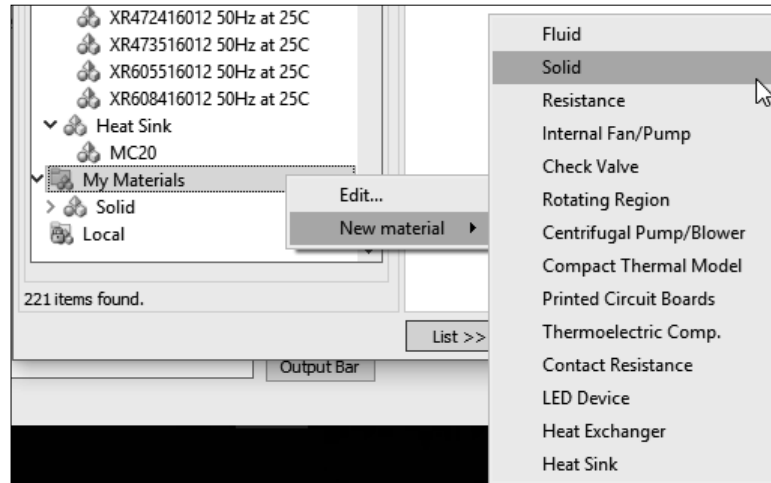 XR472416012 50Hz at 25C
XR473516012 50Hz at 25C
XR605516012 50Hz at 25C
XR608416012 50Hz at 25C
Heat Sink
MC20
My Materials
Solid
Local
221 items found.
List >>
Output Bar
Edit...
New material
Fluid
Solid
Resistance
Internal Fan/Pump
Check Valve
Rotating Region
Centrifugal Pump/Blower
Compact Thermal Model
Printed Circuit Boards
Thermoelectric Comp.
Contact Resistance
LED Device
Heat Exchanger
Heat Sink